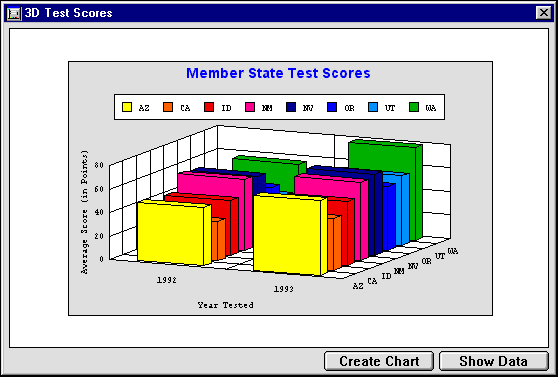 3D Test Scores
Member State Test Scores
AZ CA ID NM NV OR UT WA
80
60
40
20
0
Average Score (in Points)
1992
1993
Year Tested
AZ
CA
ID
NM
NV
OR
UT
WA
Create Chart
Show Data